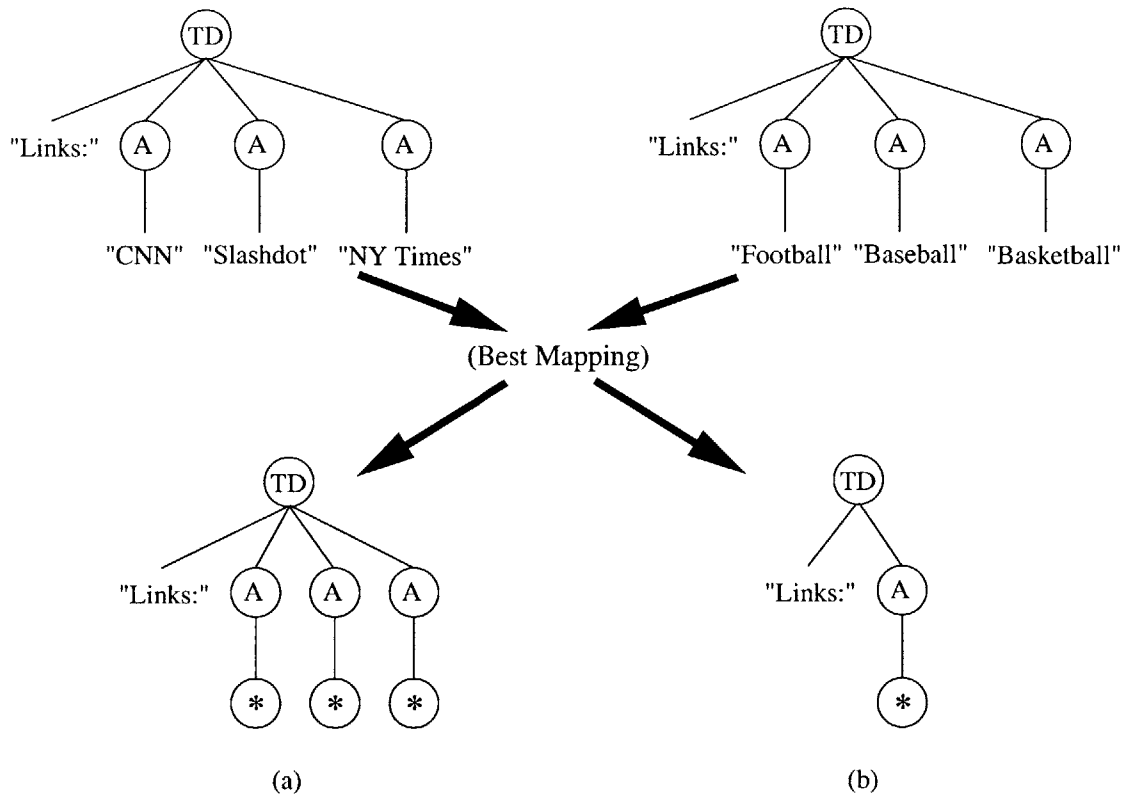 TD TD
"Links:" A A A "Links:" A A A
"CNN" "Slashdot" "NY Times" "Football" "Baseball" "Basketball"
(Best Mapping)
TD TD
"Links:" A A A "Links:" A
* * * *
(a) (b)